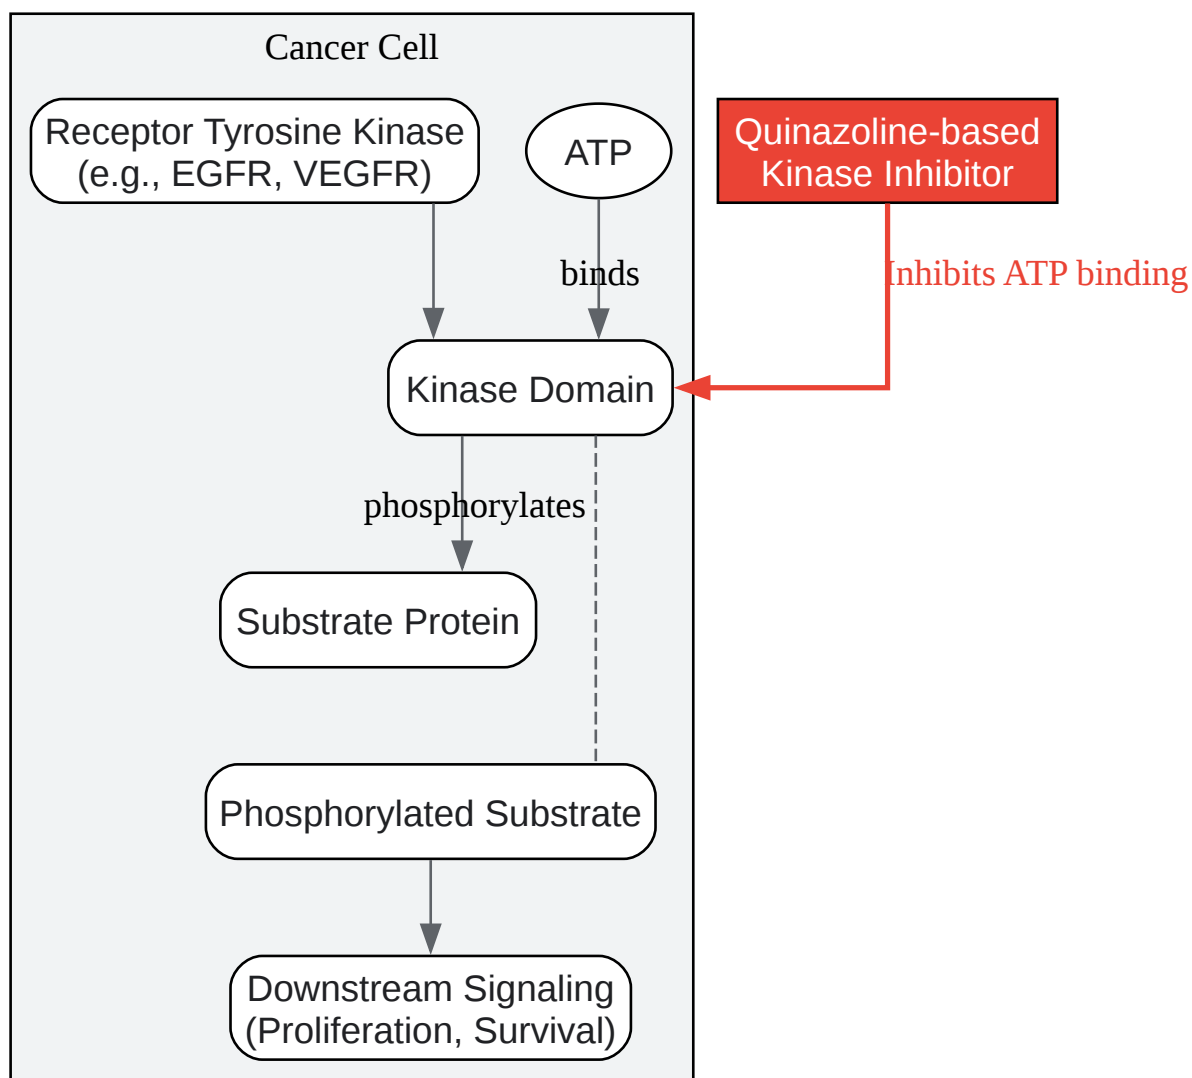 Cancer Cell
Receptor Tyrosine Kinase
(e.g., EGFR, VEGFR)
ATP
Quinazoline-based
Kinase Inhibitor
binds
Inhibits ATP binding
Kinase Domain
phosphorylates
Substrate Protein
Phosphorylated Substrate
Downstream Signaling
(Proliferation, Survival)